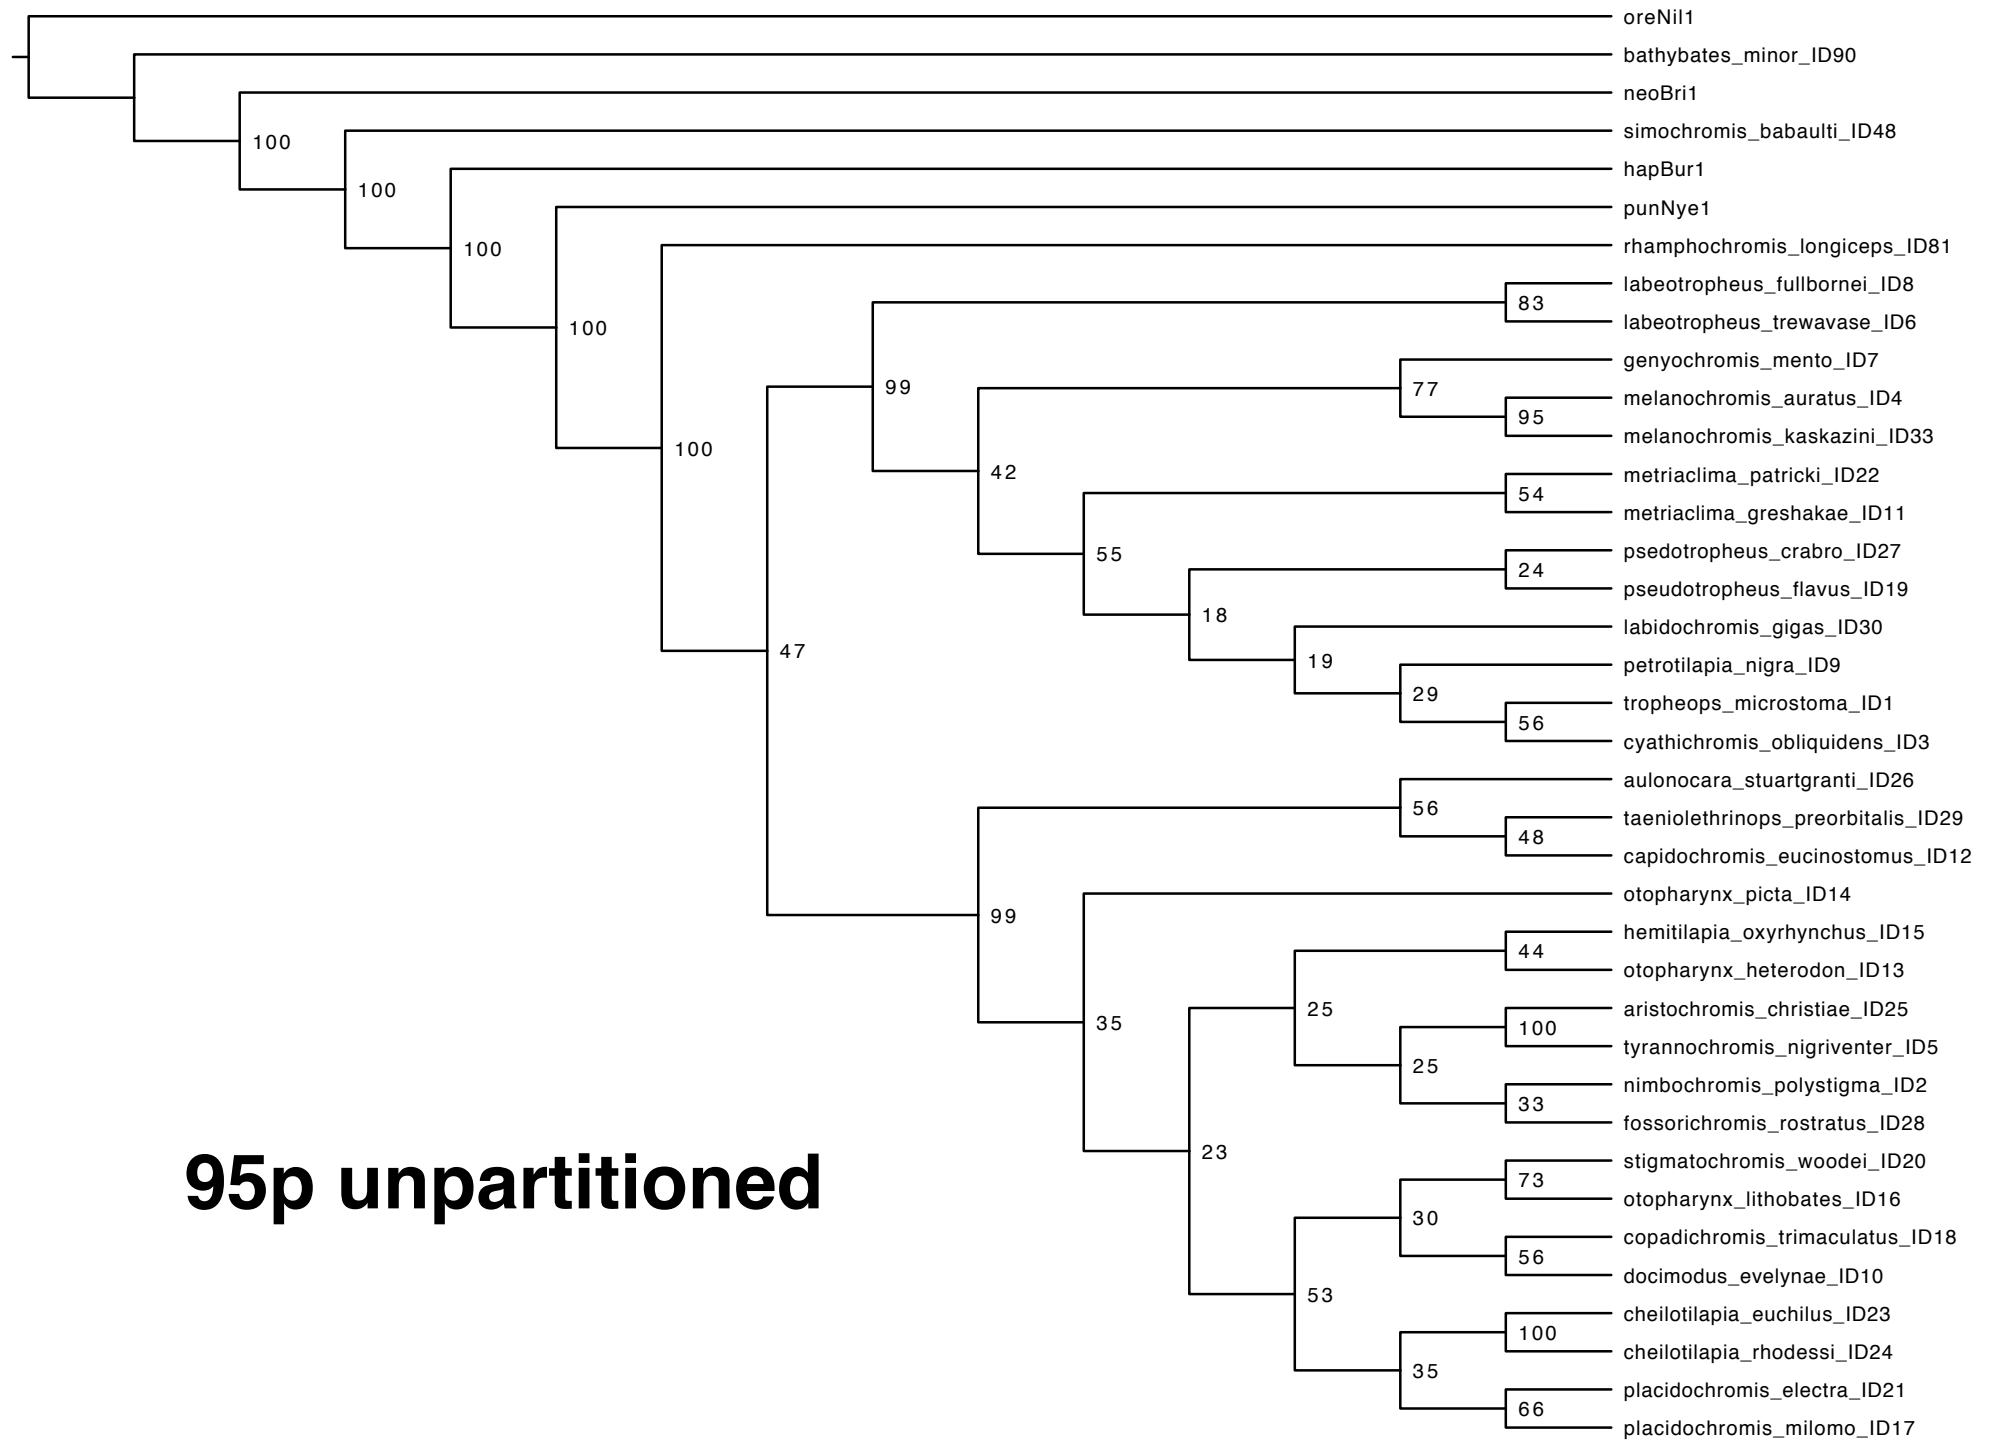 oreNil1
bathybates_minor_ID90
neoBri1
100
simochromis_babaulti_ID48
100
hapBur1
100
punNye1
100
rhamphochromis_longiceps_ID81
100
labeotropheus_fullbornei_ID8
83
labeotropheus_trewavase_ID6
99
genyochromis_mento_ID7
77
melanochromis_auratus_ID4
95
melanochromis_kaskazini_ID33
42
metriaclima_patricki_ID22
54
metriaclima_greshakae_ID11
55
psedotropheus_crabro_ID27
24
pseudotropheus_flavus_ID19
18
labidochromis_gigas_ID30
19
petrotilapia_nigra_ID9
29
tropheops_microstoma_ID1
56
cyathichromis_obliquidens_ID3
47
aulonocara_stuartgranti_ID26
56
taeniolethrinops_preorbitalis_ID29
48
capidochromis_eucinostomus_ID12
99
otopharynx_picta_ID14
35
hemitilapia_oxyrhynchus_ID15
44
otopharynx_heterodon_ID13
25
aristochromis_christiae_ID25
100
tyrannochromis_nigriventer_ID5
25
nimbochromis_polystigma_ID2
33
fossorichromis_rostratus_ID28
23
stigmatochromis_woodei_ID20
73
otopharynx_lithobates_ID16
30
copadichromis_trimaculatus_ID18
56
docimodus_evelynae_ID10
53
cheilotilapia_euchilus_ID23
100
cheilotilapia_rhodessi_ID24
35
placidochromis_electra_ID21
66
placidochromis_milomo_ID17
95p unpartitioned